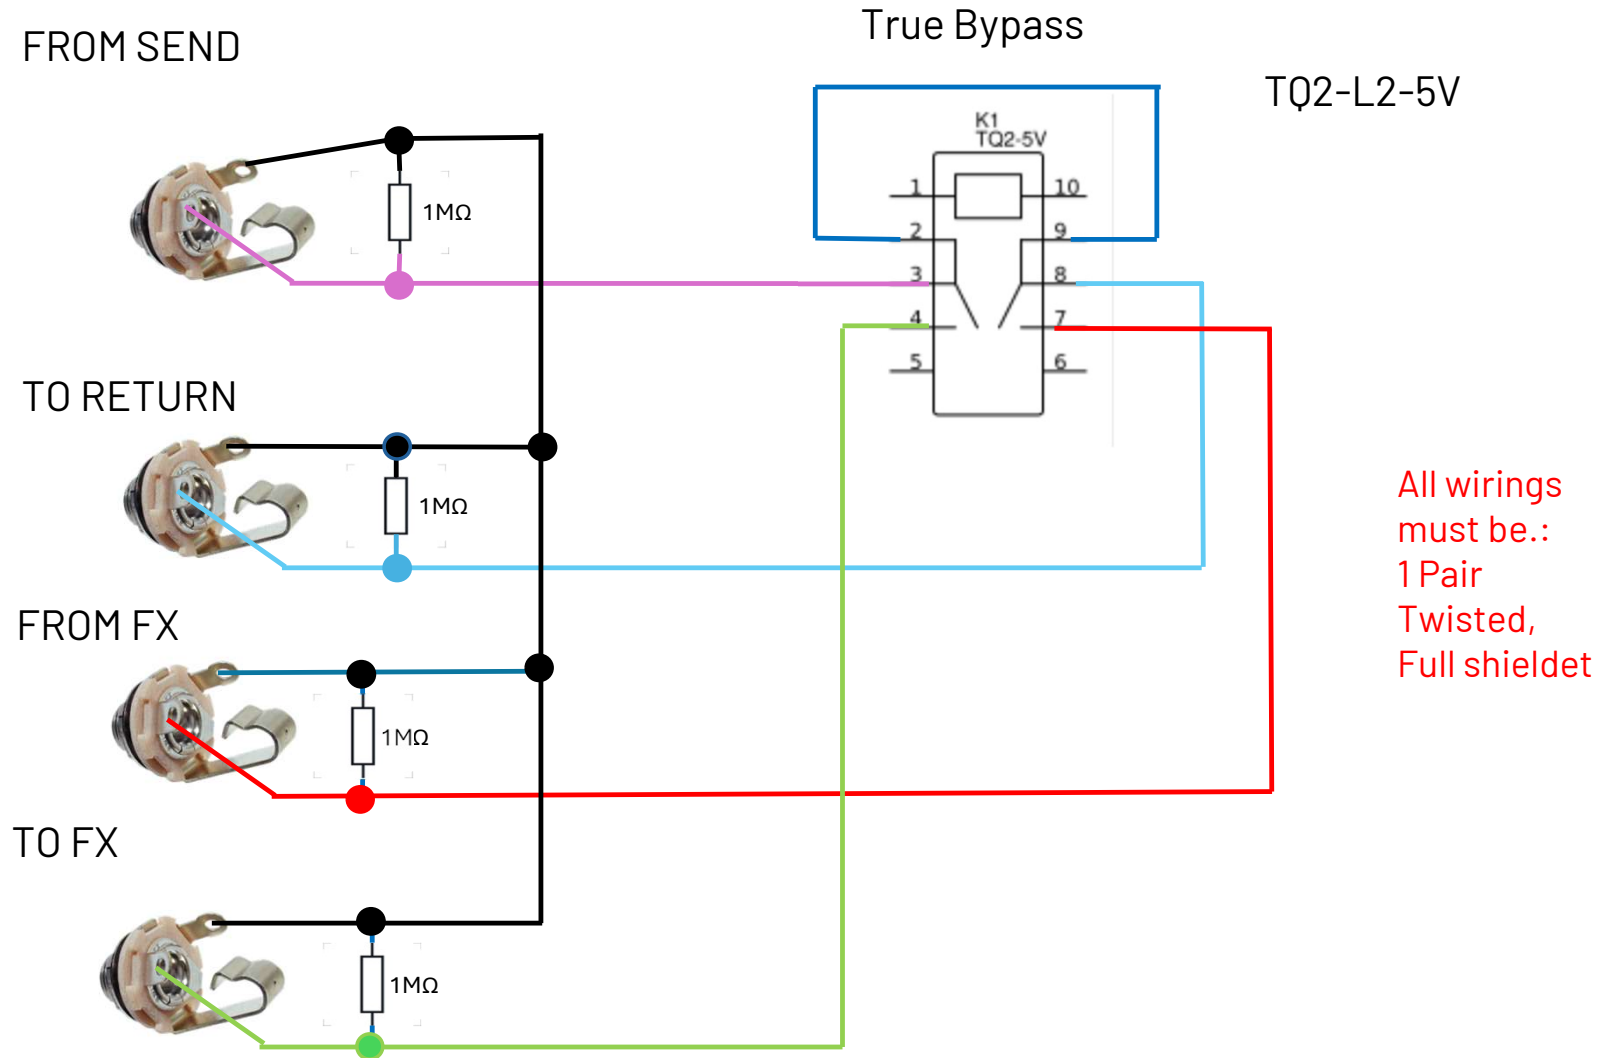 FROM SEND
True Bypass
TQ2-L2-5V
K1
TQ2-5V
1
10
2
9
3
8
4
7
5
6
1MΩ
TO RETURN
1MΩ
All wirings
must be.:
1 Pair
Twisted,
Full shieldet
FROM FX
1MΩ
TO FX
1MΩ